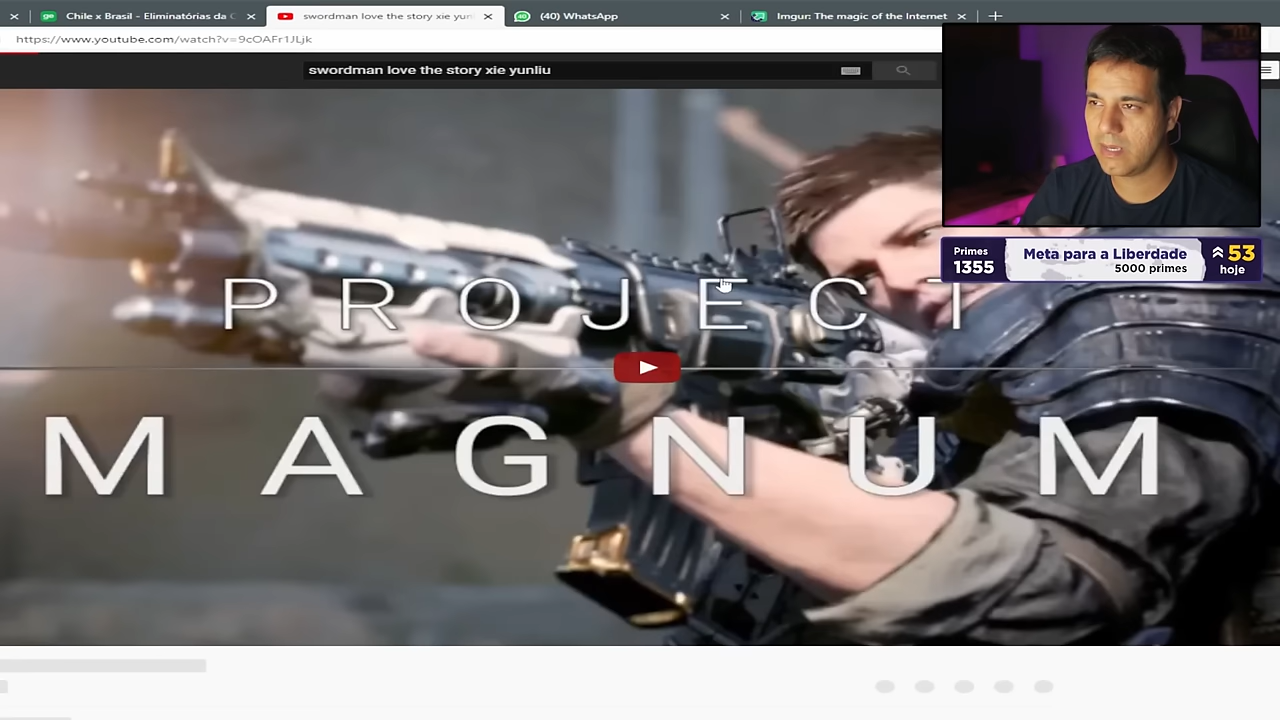 Chile x Brasil - Eliminatórias da C
swordman love the story xie yun
(40) WhatsApp
Imgur: The magic of the Internet
https://www.youtube.com/watch?v=9cOAFr1JLjk
swordman love the story xie yunliu
PROJECT
MAGNUM
Primes
1355
Meta para a Liberdade
5000 primes
53
hoje